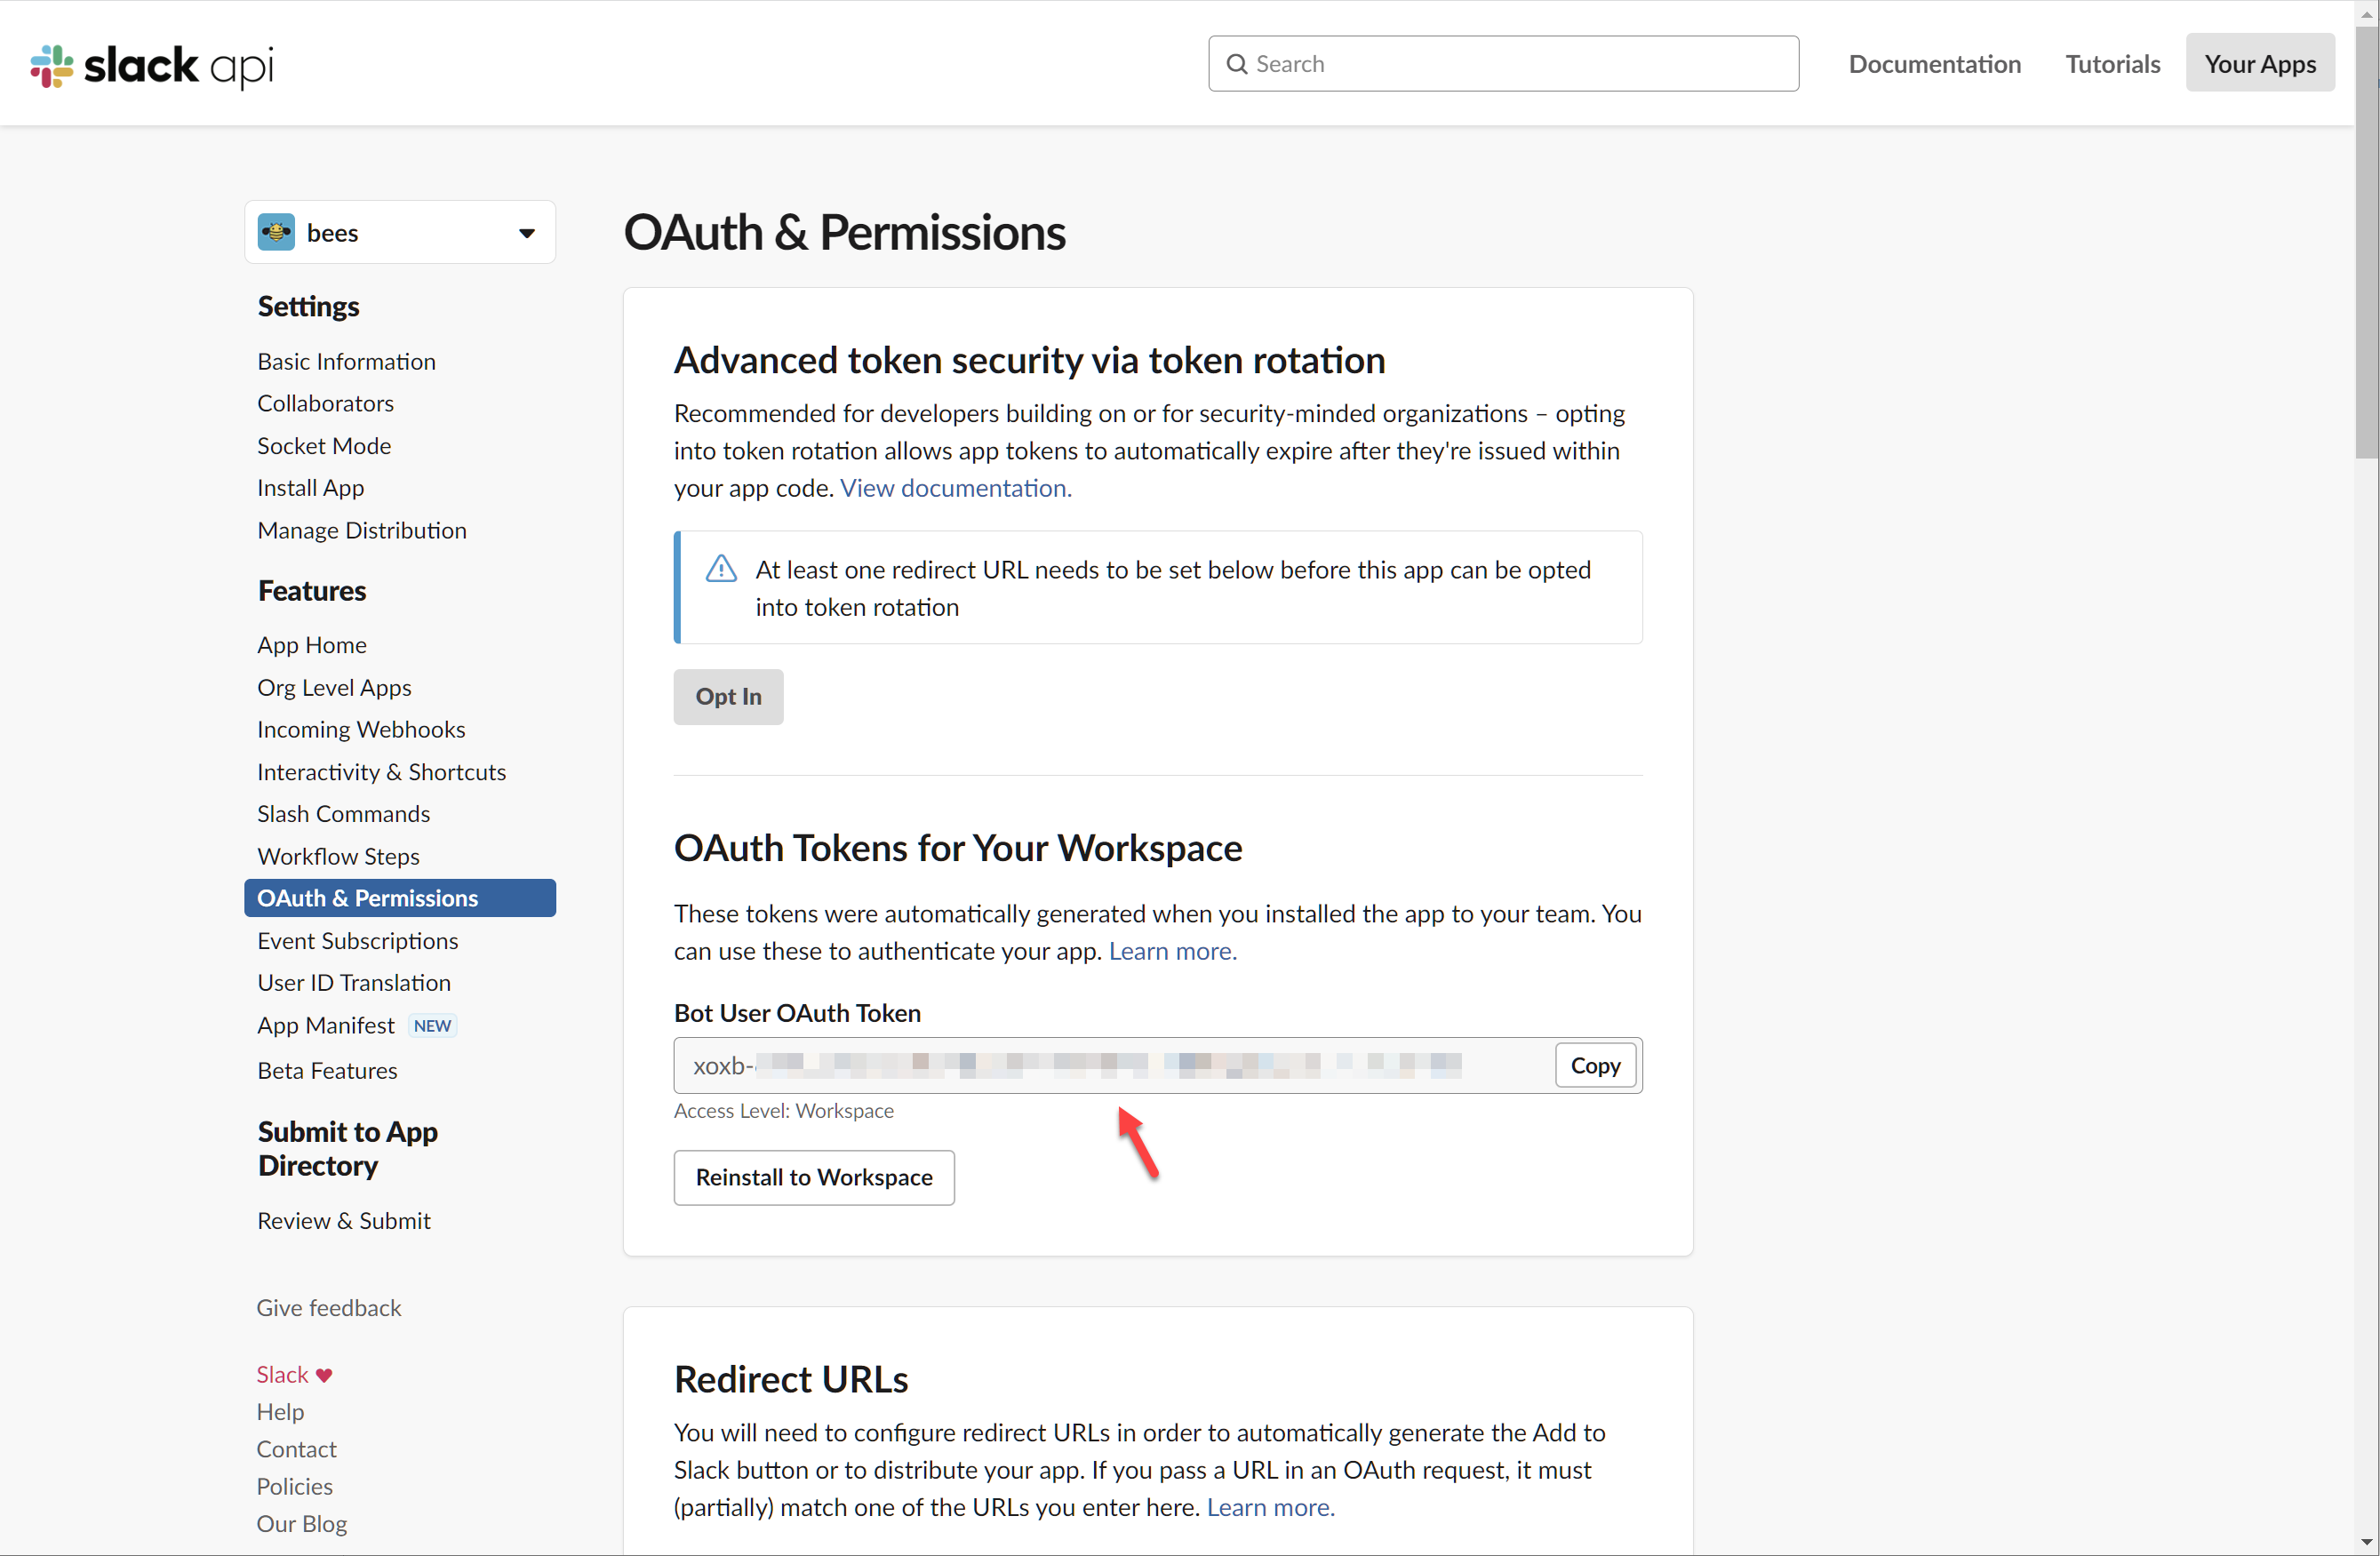 slack api
Search
Documentation
Tutorials
Your Apps
bees
Settings
Basic Information
Collaborators
Socket Mode
Install App
Manage Distribution
Features
App Home
Org Level Apps
Incoming Webhooks
Interactivity & Shortcuts
Slash Commands
Workflow Steps
OAuth & Permissions
Event Subscriptions
User ID Translation
App Manifest NEW
Beta Features
Submit to App
Directory
Review & Submit
Give feedback
Slack
Help
Contact
Policies
Our Blog
OAuth & Permissions
Advanced token security via token rotation
Recommended for developers building on or for security-minded organizations – opting
into token rotation allows app tokens to automatically expire after they're issued within
your app code. View documentation.
At least one redirect URL needs to be set below before this app can be opted
into token rotation
Opt In
OAuth Tokens for Your Workspace
These tokens were automatically generated when you installed the app to your team. You
can use these to authenticate your app. Learn more.
Bot User OAuth Token
xoxb-
Copy
Access Level: Workspace
Reinstall to Workspace
Redirect URLs
You will need to configure redirect URLs in order to automatically generate the Add to
Slack button or to distribute your app. If you pass a URL in an OAuth request, it must
(partially) match one of the URLs you enter here. Learn more.